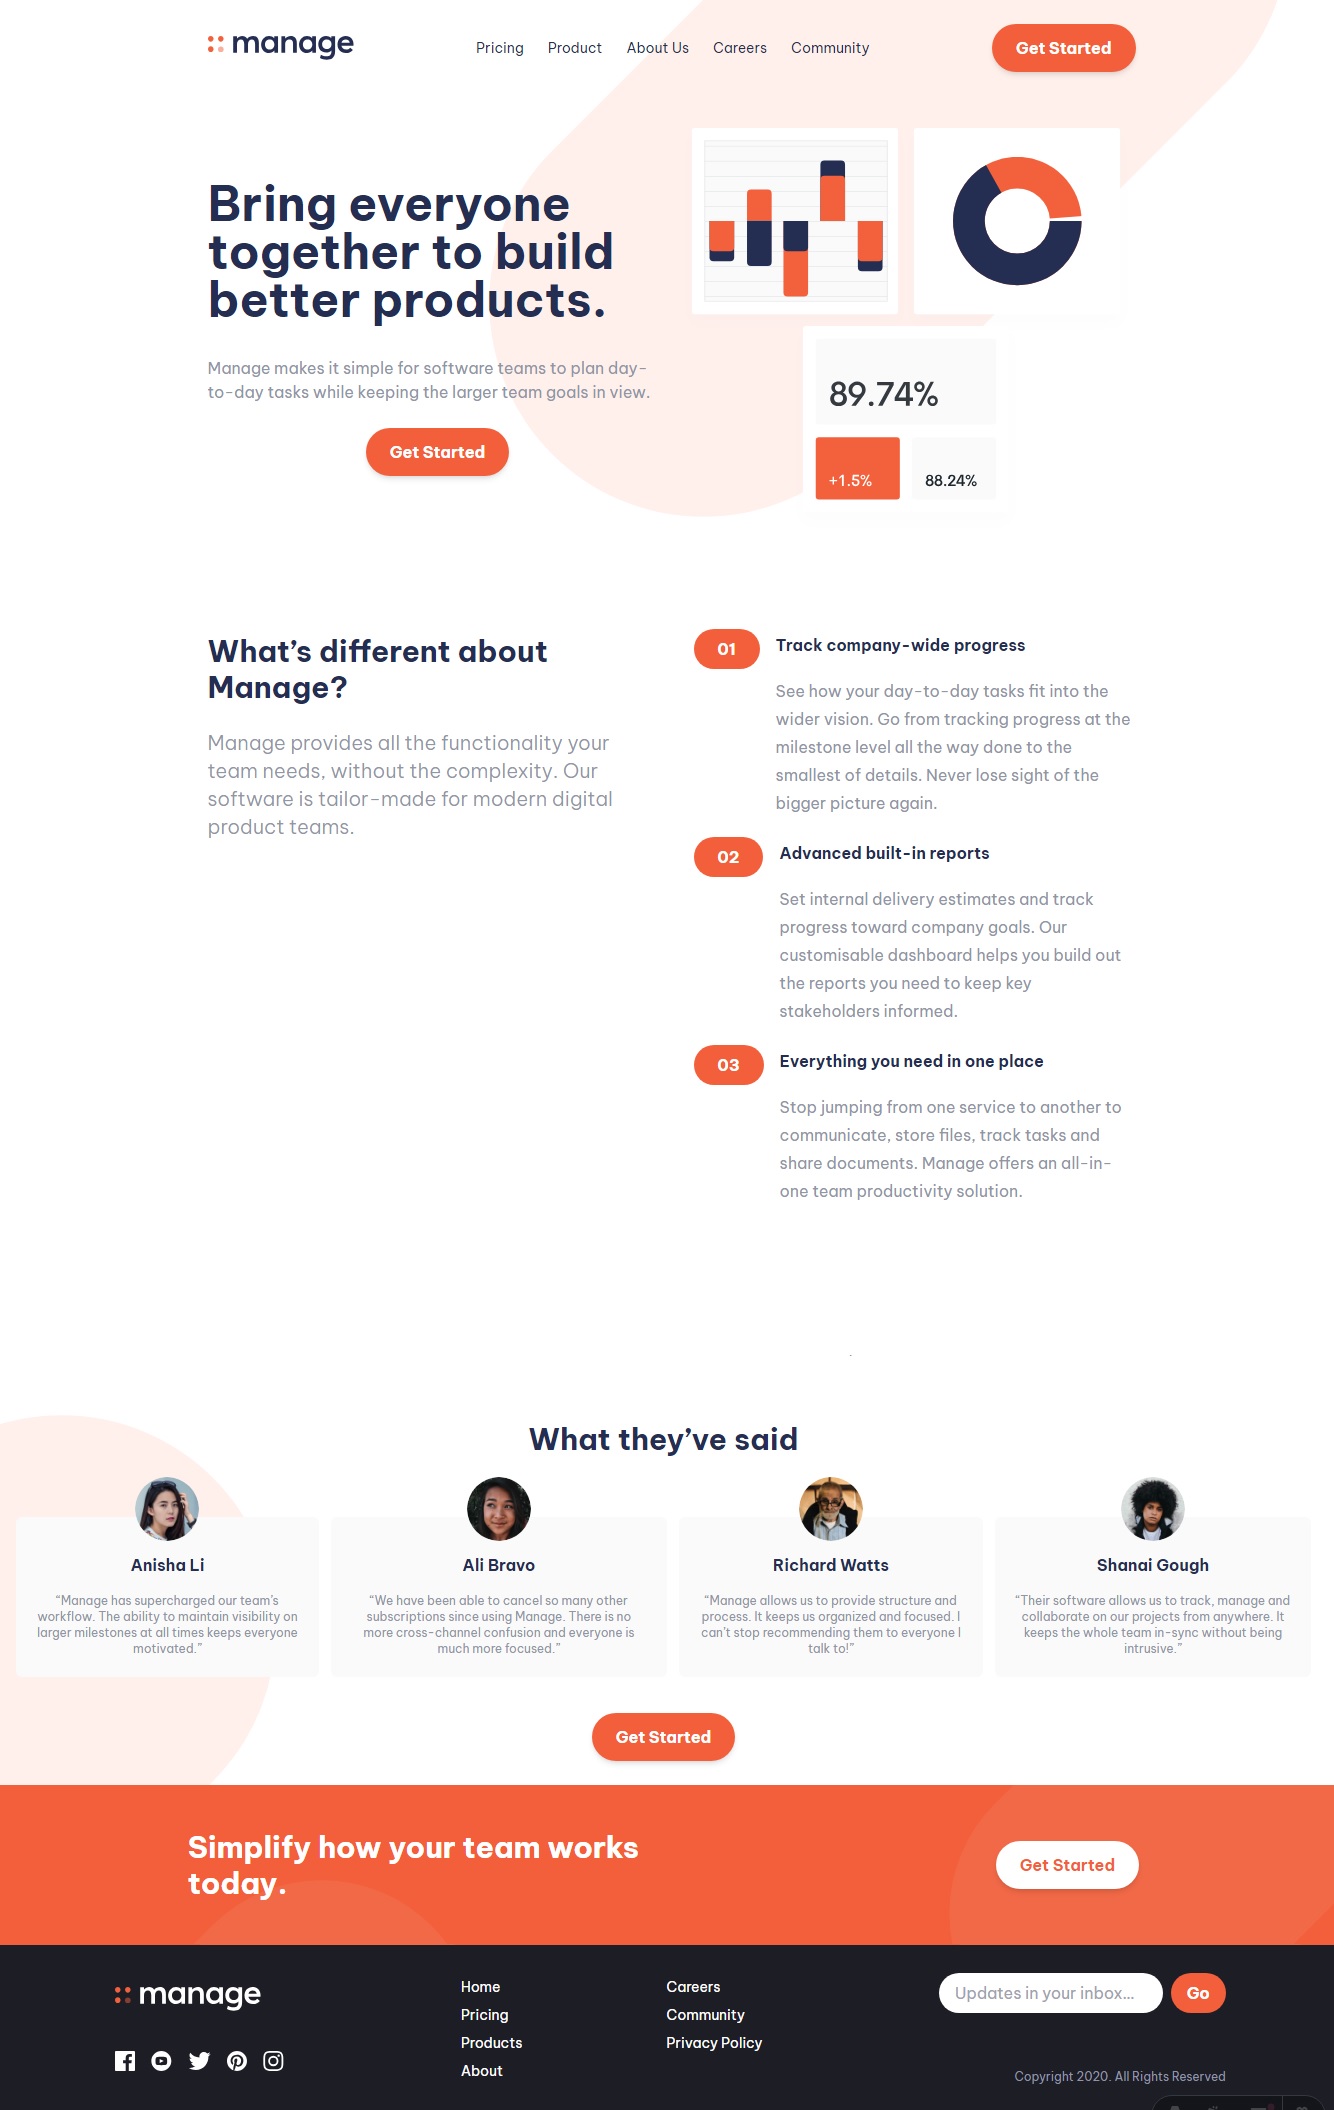 manage
Pricing Product About Us Careers Community
Get Started
Bring everyone
together to build
better products.
Manage makes it simple for software teams to plan day-
to-day tasks while keeping the larger team goals in view.
Get Started
89.74%
+1.5%
88.24%
What’s different about
Manage?
Manage provides all the functionality your
team needs, without the complexity. Our
software is tailor-made for modern digital
product teams.
01
Track company-wide progress
See how your day-to-day tasks fit into the
wider vision. Go from tracking progress at the
milestone level all the way done to the
smallest of details. Never lose sight of the
bigger picture again.
02
Advanced built-in reports
Set internal delivery estimates and track
progress toward company goals. Our
customisable dashboard helps you build out
the reports you need to keep key
stakeholders informed.
03
Everything you need in one place
Stop jumping from one service to another to
communicate, store files, track tasks and
share documents. Manage offers an all-in-
one team productivity solution.
What they’ve said
Anisha Li
“Manage has supercharged our team’s
workflow. The ability to maintain visibility on
larger milestones at all times keeps everyone
motivated.”
Ali Bravo
“We have been able to cancel so many other
subscriptions since using Manage. There is no
more cross-channel confusion and everyone is
much more focused.”
Richard Watts
“Manage allows us to provide structure and
process. It keeps us organized and focused. I
can’t stop recommending them to everyone I
talk to!”
Shanai Gough
“Their software allows us to track, manage and
collaborate on our projects from anywhere. It
keeps the whole team in-sync without being
intrusive.”
Get Started
Simplify how your team works
today.
Get Started
manage
Home
Pricing
Products
About
Careers
Community
Privacy Policy
Updates in your inbox...
Go
Copyright 2020. All Rights Reserved